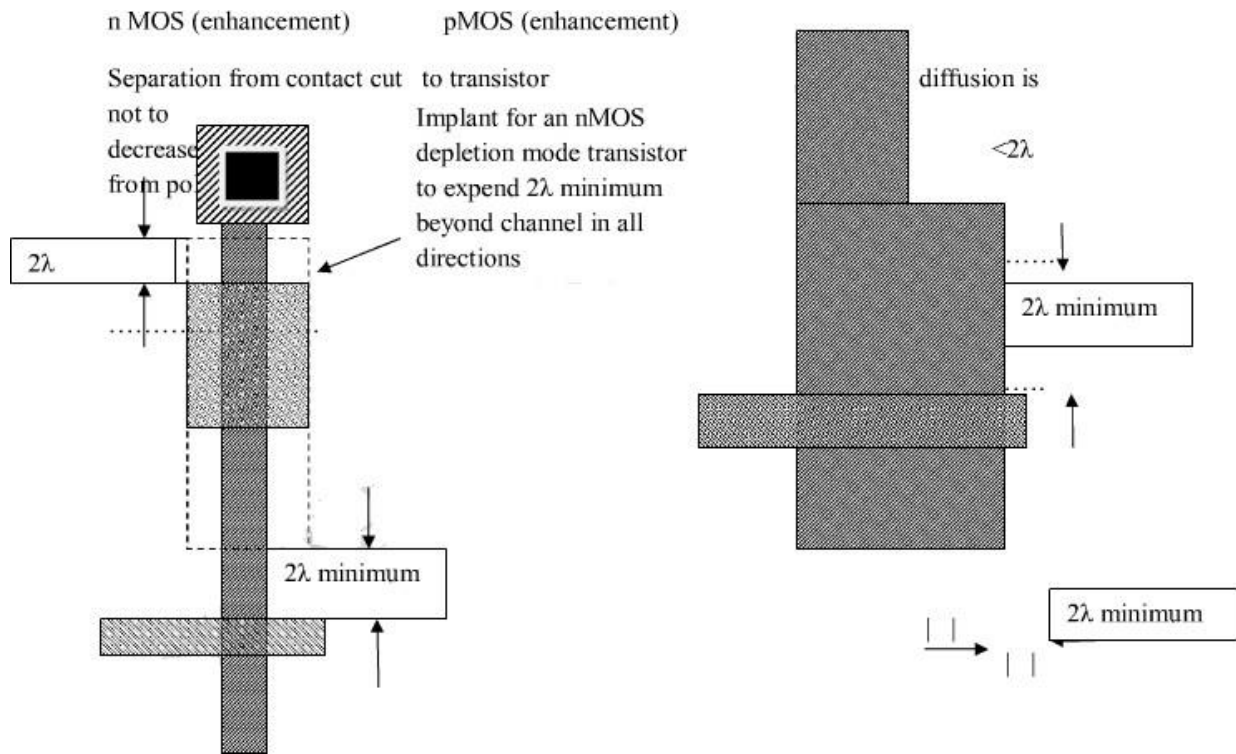 n MOS (enhancement)
pMOS (enhancement)
Separation from contact cut
to transistor
diffusion is
not to
decrease
from po
Implant for an nMOS
depletion mode transistor
to expend 2λ minimum
beyond channel in all
directions
<2λ
2λ
2λ minimum
2λ minimum
2λ minimum